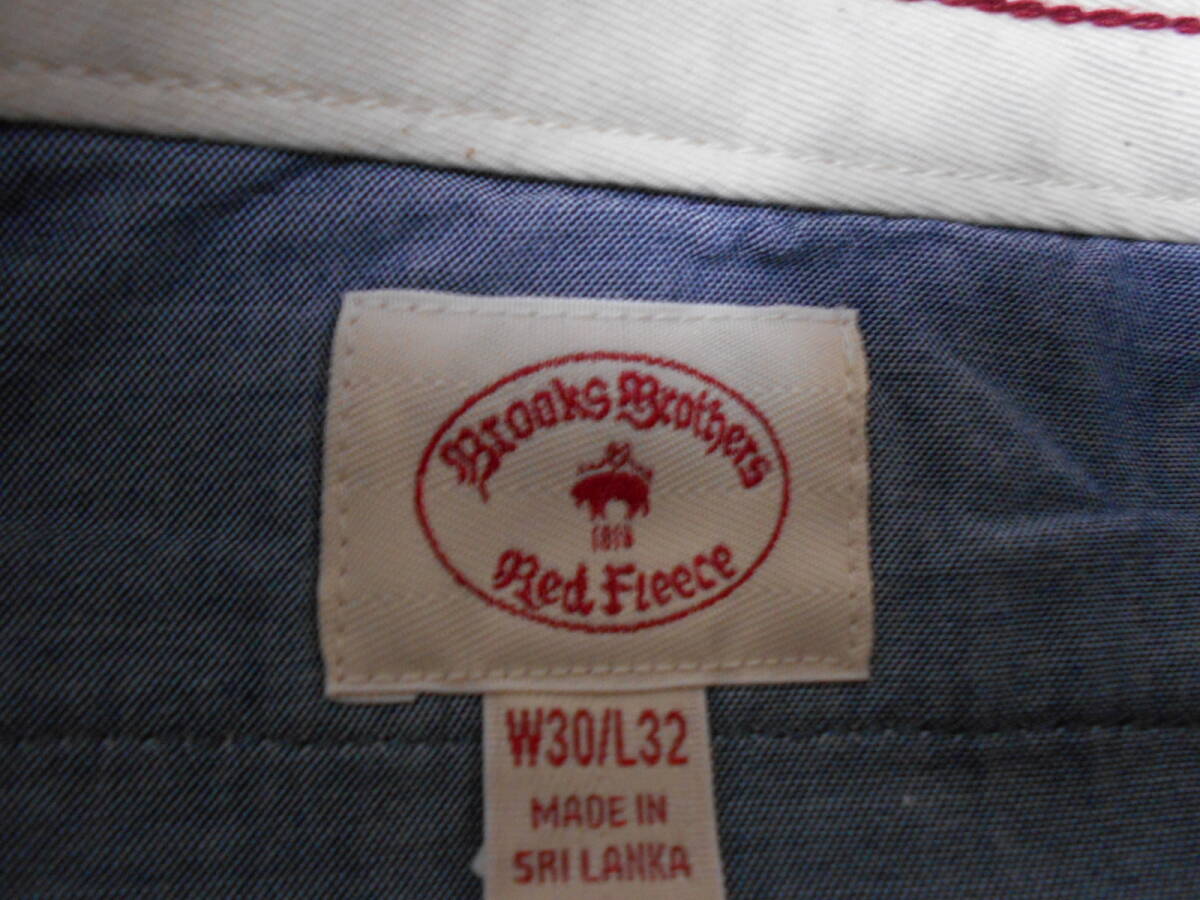 Brooks Brothers
1818
Red Fleece
W30/L32
MADE IN
SRI LANKA